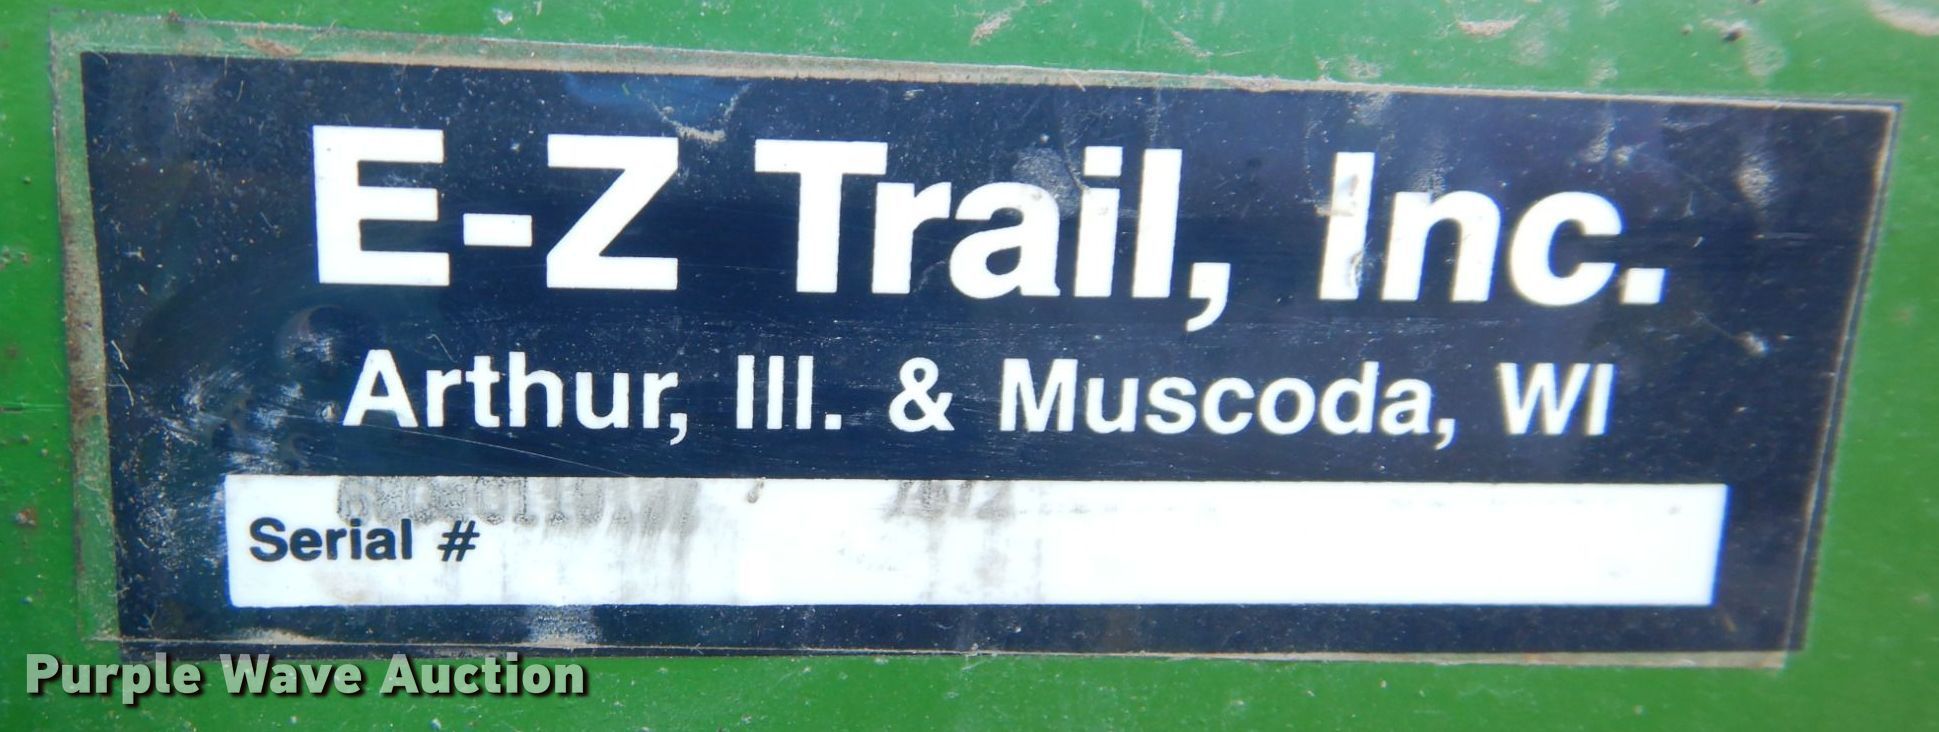 E-Z Trail, Inc.
Arthur, Ill. & Muscoda, WI
Serial #
Purple Wave Auction